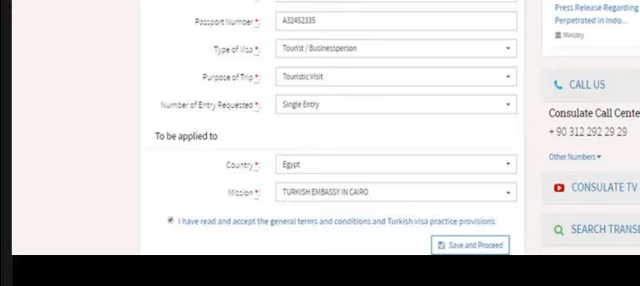 Passport Number *:
A32452335
Type of Visa *:
Tourist / Businessperson
Purpose of Trip *:
Touristic Visit
Number of Entry Requested *:
Single Entry
To be applied to
Country *:
Egypt
Mission *:
TURKISH EMBASSY IN CAIRO
I have read and accept the general terms and conditions and Turkish visa practice provisions.
Save and Proceed
Press Release Regarding
Perpetrated in Indo...
Ministry
CALL US
Consulate Call Cente
+ 90 312 292 29 29
Other Numbers
CONSULATE TV
SEARCH TRANSL